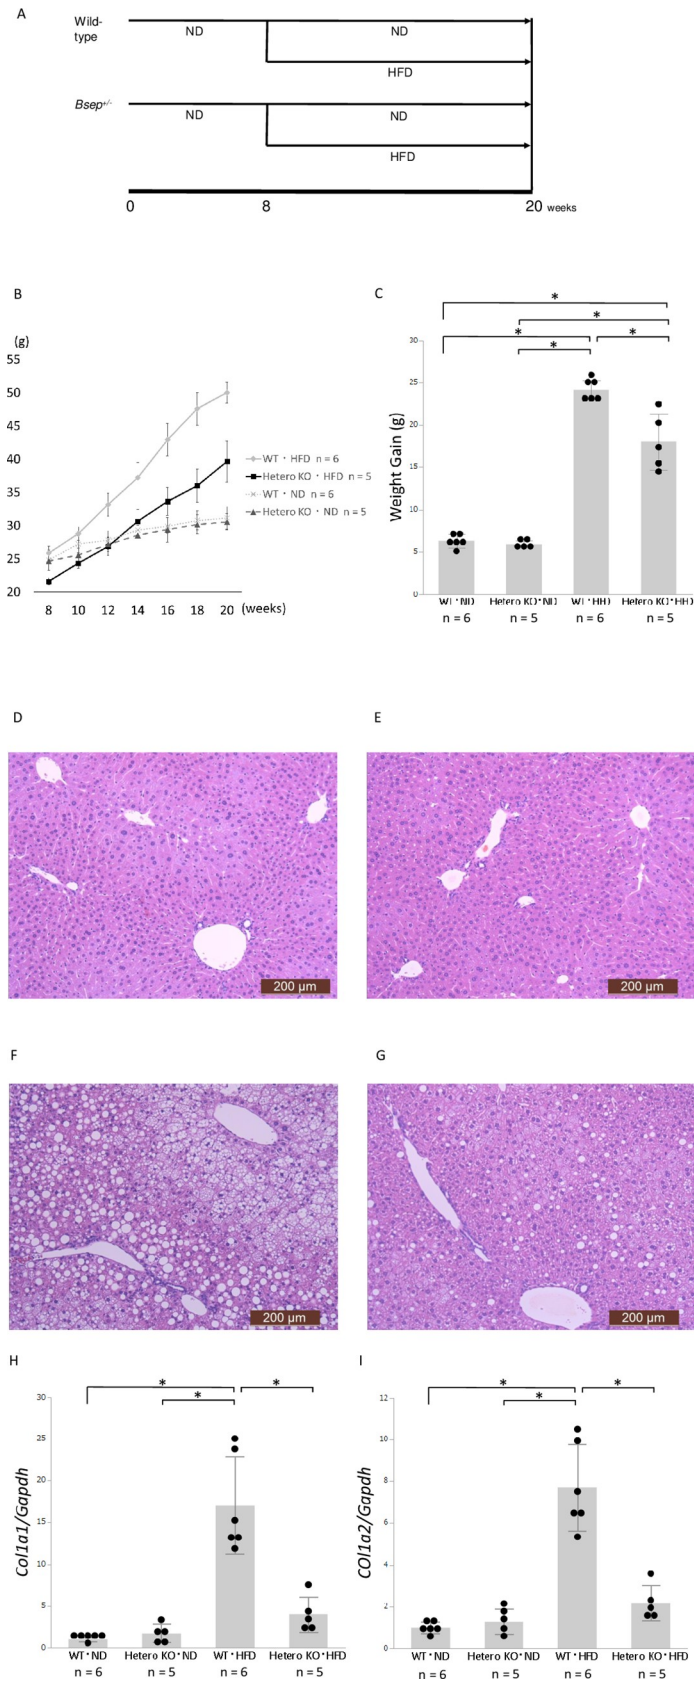 A
Wild-
type
ND
ND
HFD
Bsep+/-
ND
ND
HFD
0
8
20 weeks
B
(g)
55
50
45
40
35
30
25
20
8 10 12 14 16 18 20 (weeks)
WT・HFD n = 6
Hetero KO・HFD n = 5
WT・ND n = 6
Hetero KO・ND n = 5
C
* * * * *
Weight Gain (g)
30
25
20
15
10
5
0
WT・ND Hetero KO・ND WT・HFD Hetero KO・HFD
n = 6 n = 5 n = 6 n = 5
D
200 µm
E
200 µm
F
200 µm
G
200 µm
H
* * *
Col1a1/Gapdh
30
25
20
15
10
5
0
WT・ND Hetero KO・ND WT・HFD Hetero KO・HFD
n = 6 n = 5 n = 6 n = 5
I
* * *
COl1a2/Gapdh
12
10
8
6
4
2
0
WT・ND Hetero KO・ND WT・HFD Hetero KO・HFD
n = 6 n = 5 n = 6 n = 5